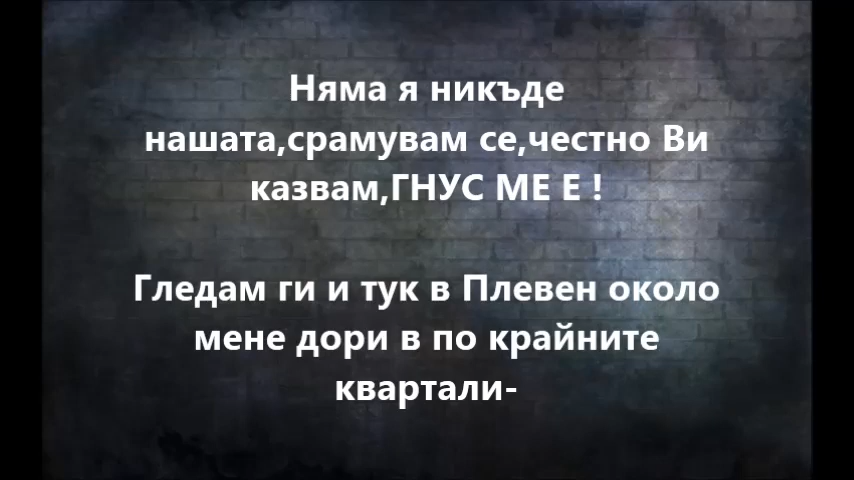 Няма я никъде
нашата,срамувам се,честно Ви
казвам,ГНУС МЕ Е !
Гледам ги и тук в Плевен около
мене дори в по крайните
квартали-